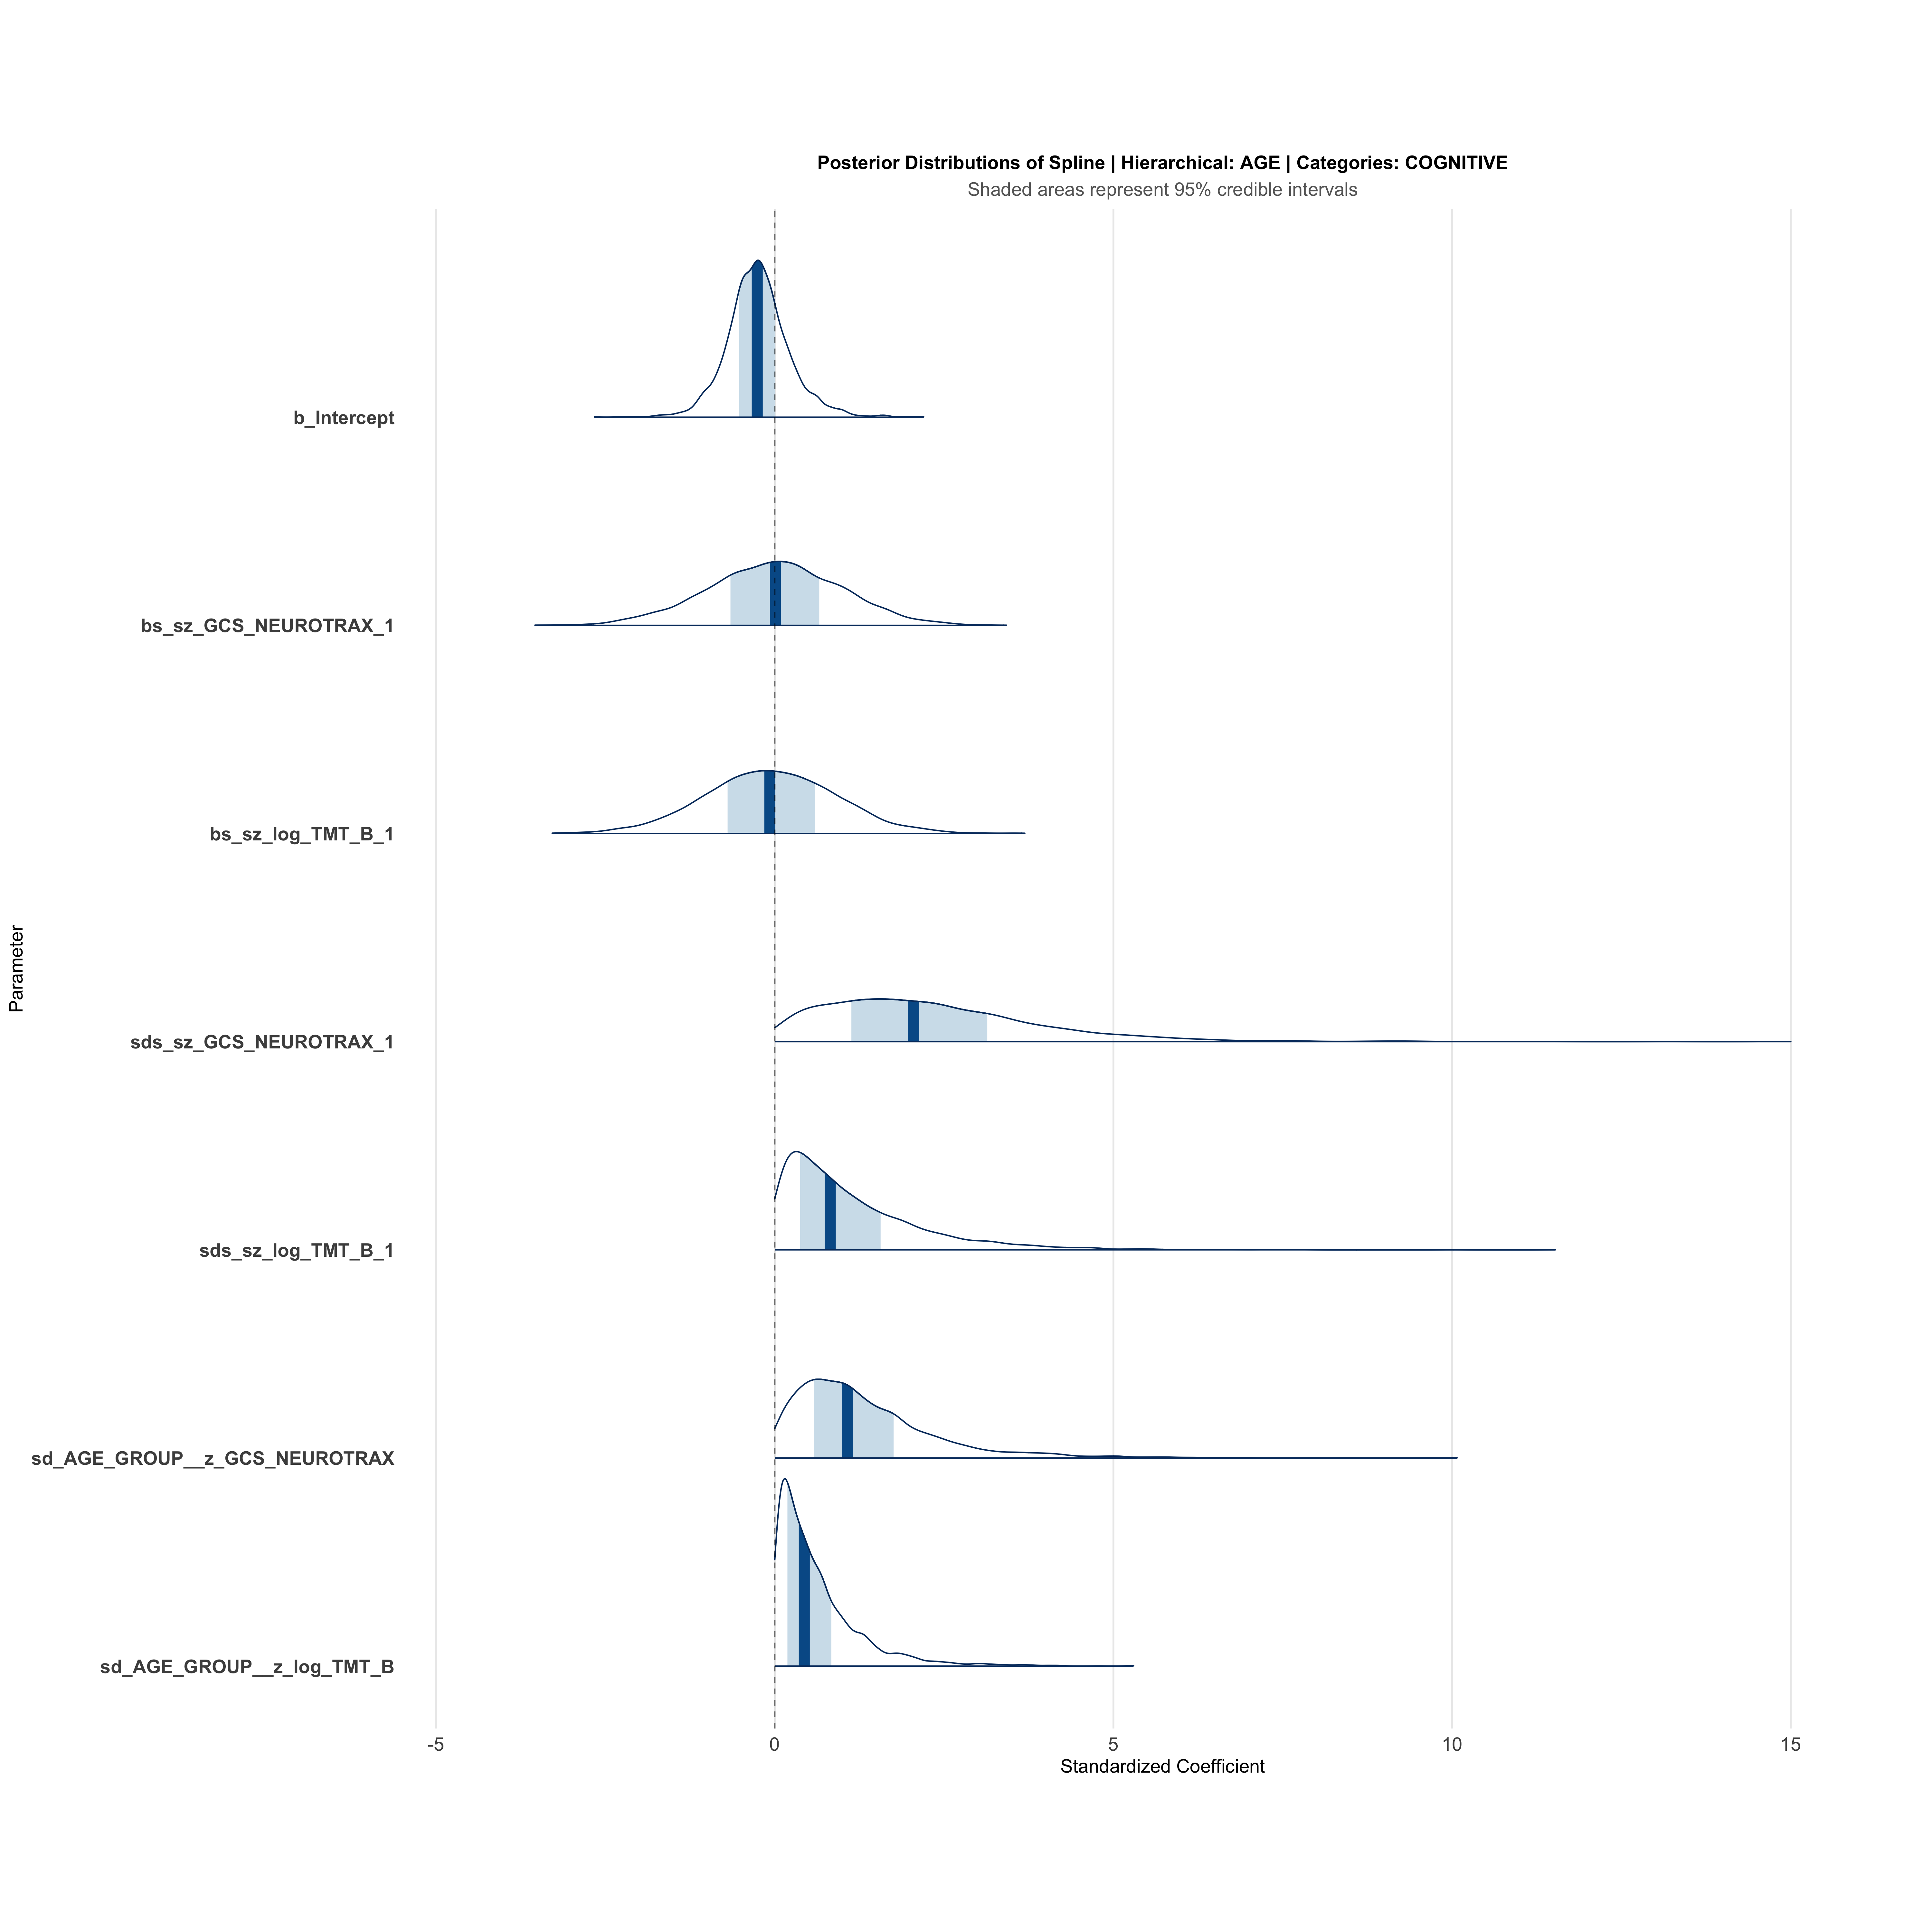 Posterior Distributions of Spline | Hierarchical: AGE | Categories: COGNITIVE
Shaded areas represent 95% credible intervals
b_Intercept
bs_sz_GCS_NEUROTRAX_1
bs_sz_log_TMT_B_1
Parameter
sds_sz_GCS_NEUROTRAX_1
sds_sz_log_TMT_B_1
sd_AGE_GROUP__z_GCS_NEUROTRAX
sd_AGE_GROUP__z_log_TMT_B
-5 0 5 10 15
Standardized Coefficient